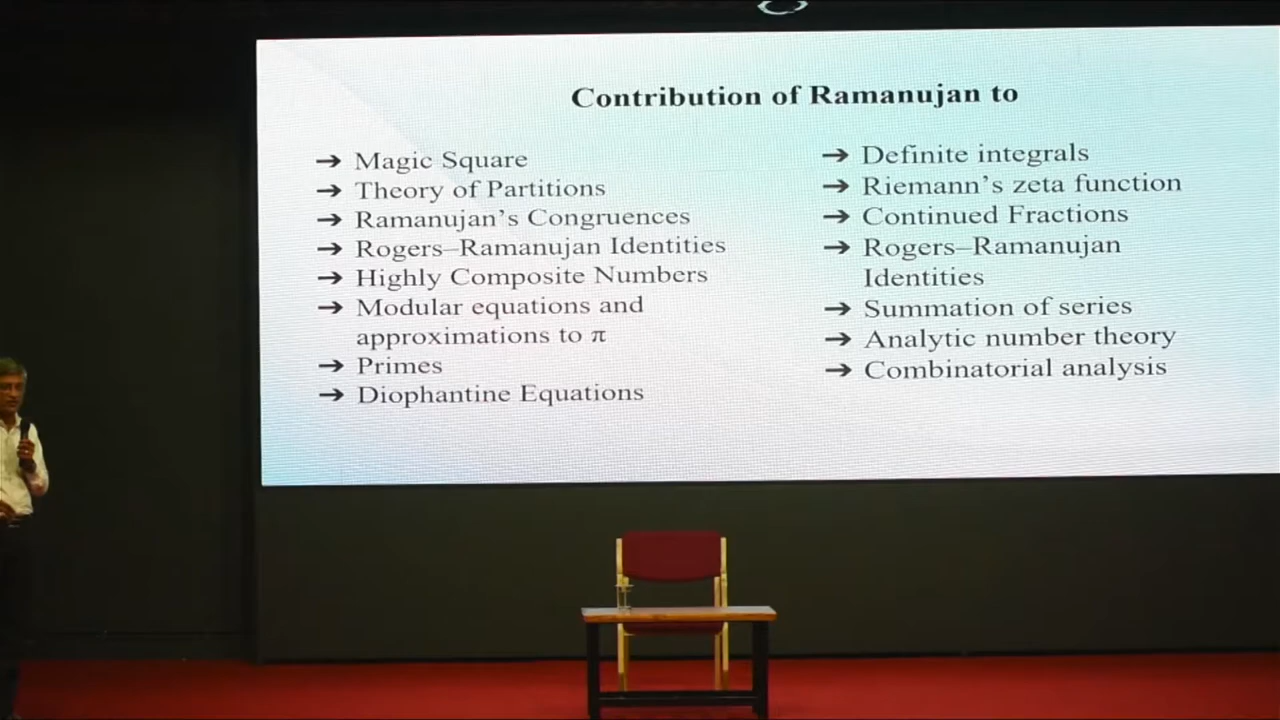 Contribution of Ramanujan to
➔ Magic Square
➔ Theory of Partitions
➔ Ramanujan's Congruences
➔ Rogers–Ramanujan Identities
➔ Highly Composite Numbers
➔ Modular equations and
approximations to π
➔ Primes
➔ Diophantine Equations
➔ Definite integrals
➔ Riemann's zeta function
➔ Continued Fractions
➔ Rogers–Ramanujan
Identities
➔ Summation of series
➔ Analytic number theory
➔ Combinatorial analysis